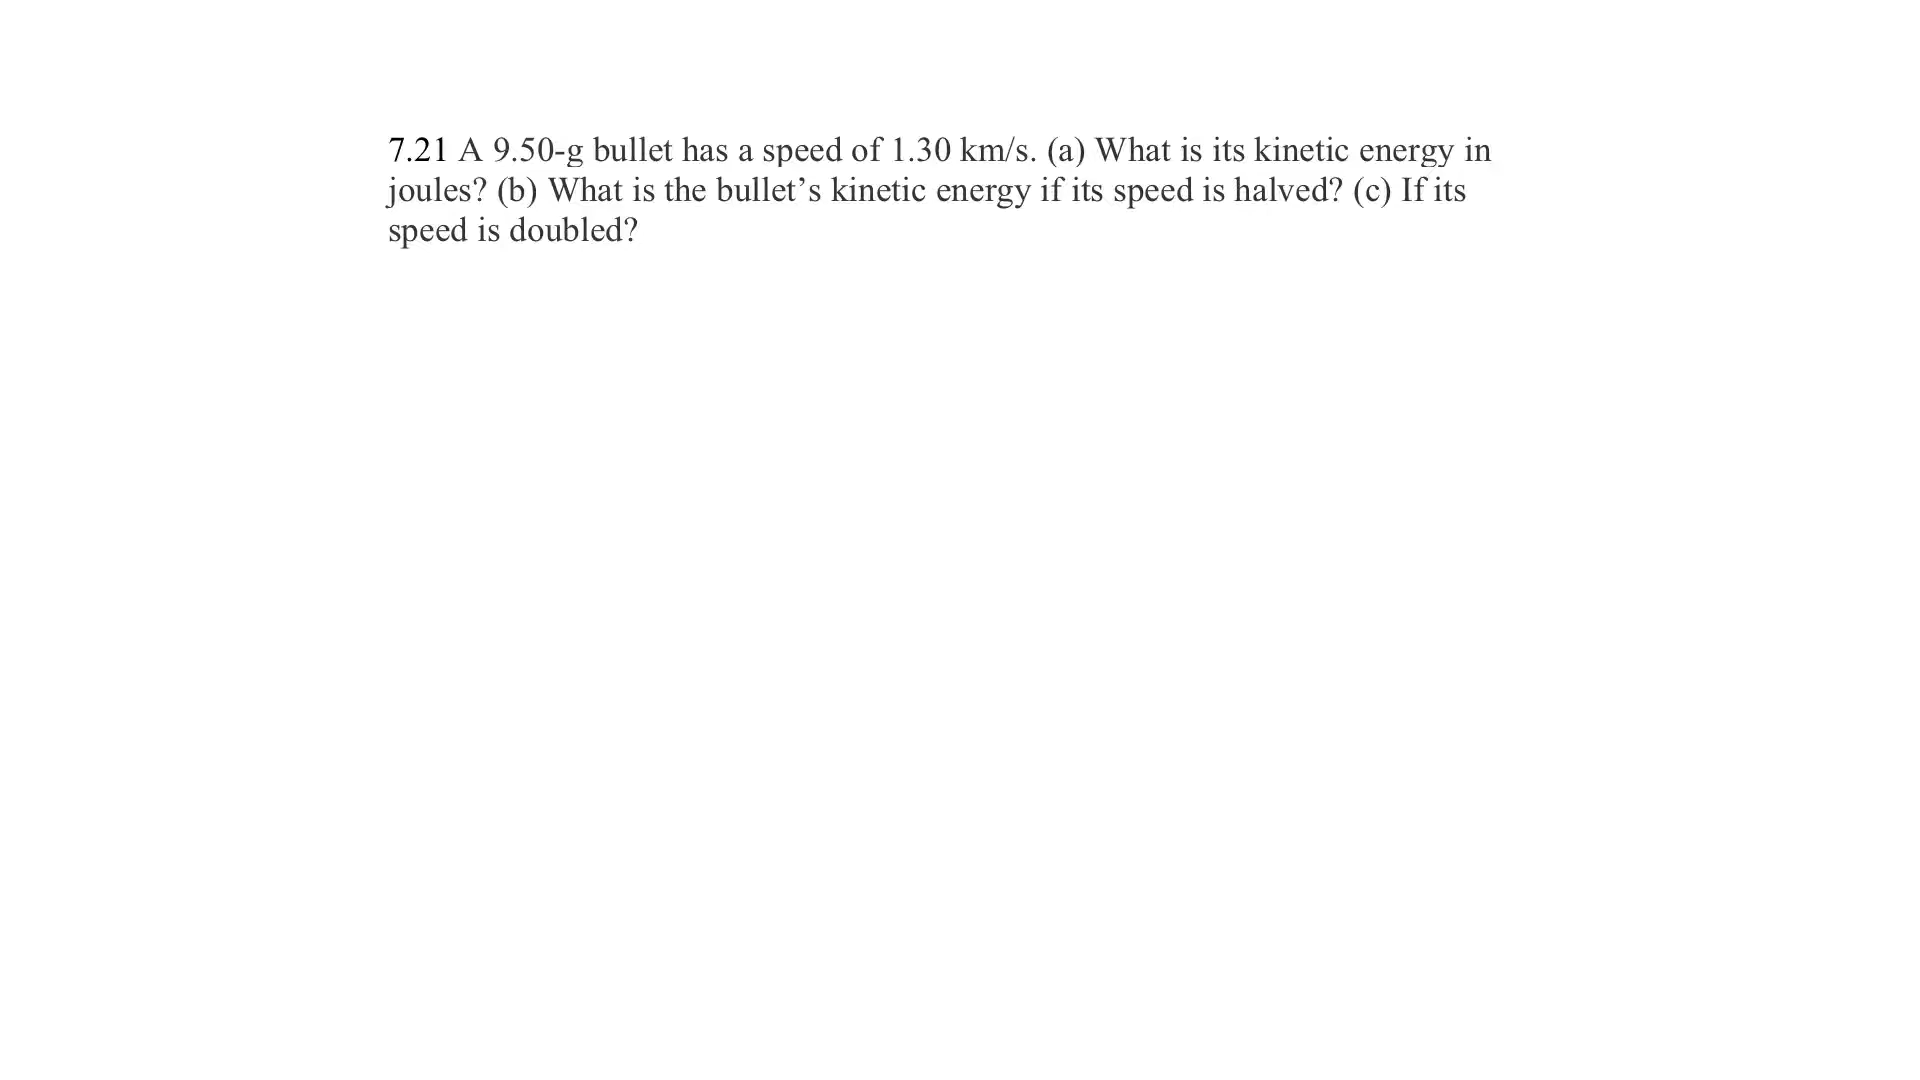 7.21 A 9.50-g bullet has a speed of 1.30 km/s. (a) What is its kinetic energy in
joules? (b) What is the bullet’s kinetic energy if its speed is halved? (c) If its
speed is doubled?